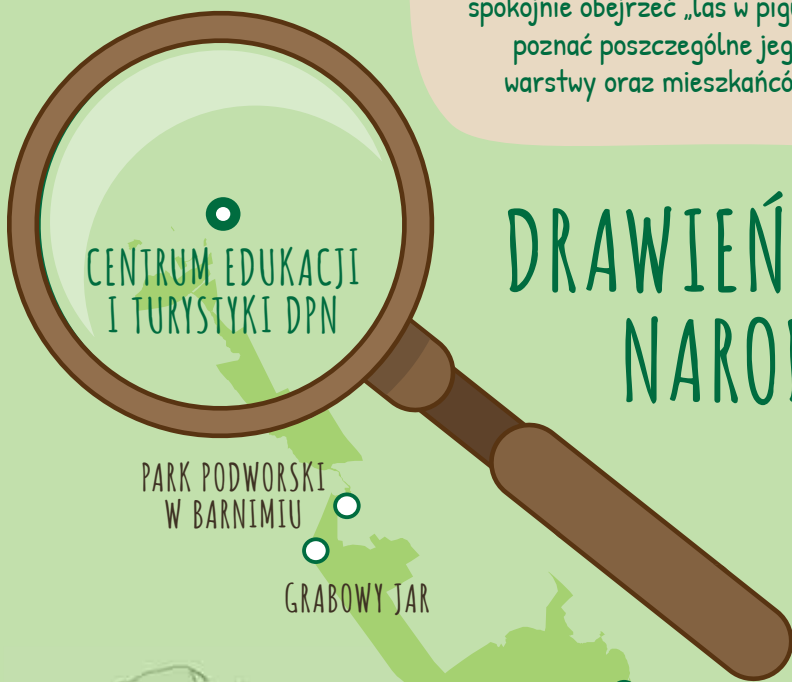 spokojnie obejrzeć „las w pig
poznać poszczególne jeg
warstwy oraz mieszkańcó
DRAWIEŃ
NARO
CENTRUM EDUKACJI
I TURYSTYKI DPN
PARK PODWORSKI
W BARNIMIU
GRABOWY JAR